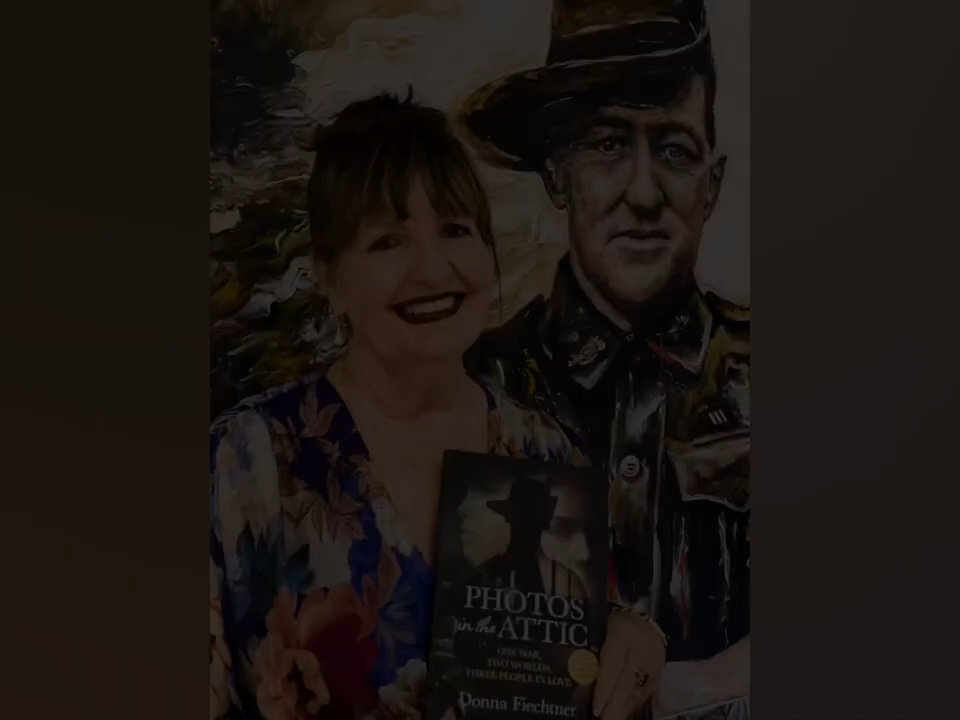 PHOTOS
in the ATTIC
ONE WAR,
TWO WORLDS,
THREE PEOPLE IN LOVE
Donna Fiechtner